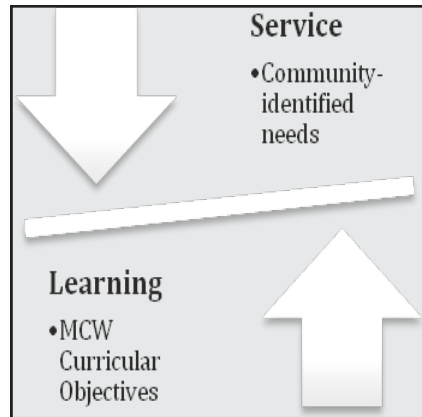 Service
•Community-
identified
needs
Learning
•MCW
Curricular
Objectives